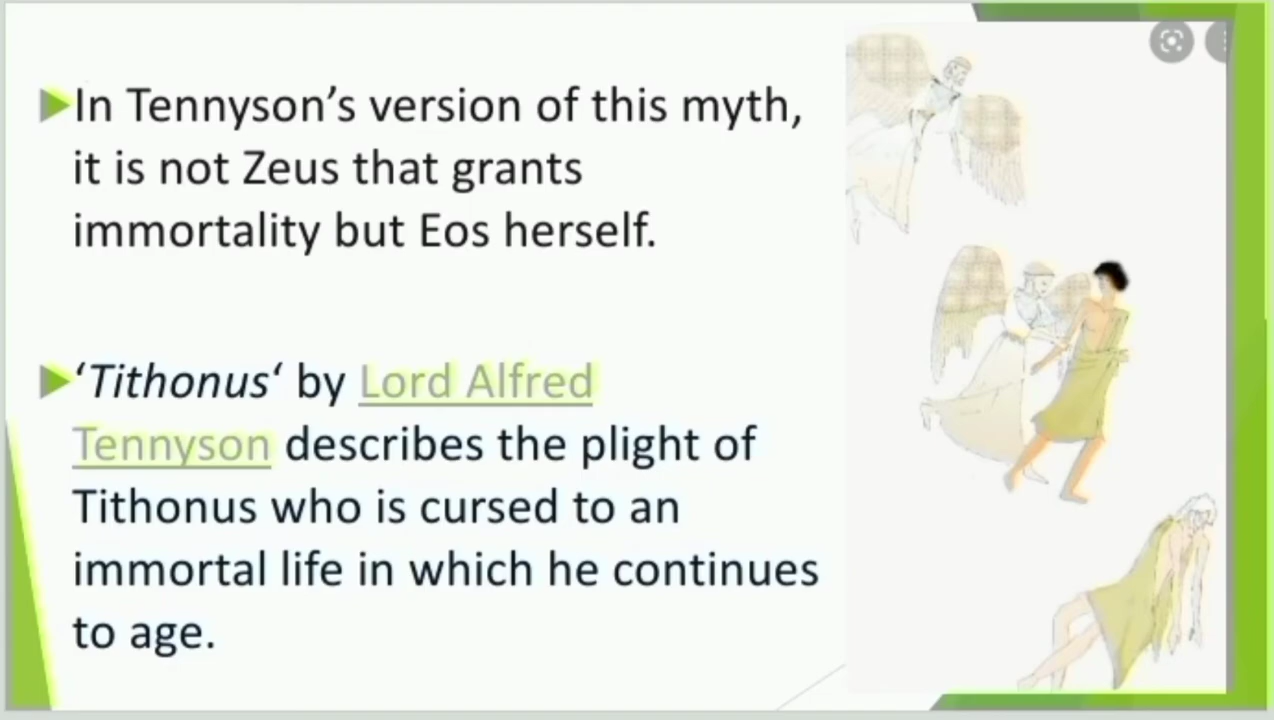 In Tennyson’s version of this myth,
it is not Zeus that grants
immortality but Eos herself.
‘Tithonus‘ by Lord Alfred
Tennyson describes the plight of
Tithonus who is cursed to an
immortal life in which he continues
to age.